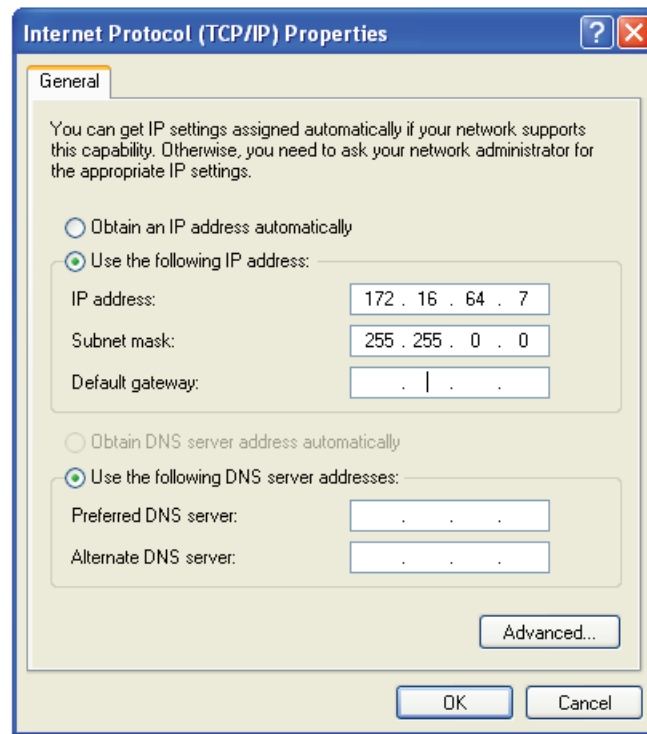 Internet Protocol (TCP/IP) Properties
General
You can get IP settings assigned automatically if your network supports
this capability. Otherwise, you need to ask your network administrator for
the appropriate IP settings.
Obtain an IP address automatically
Use the following IP address:
IP address: 172 . 16 . 64 . 7
Subnet mask: 255 . 255 . 0 . 0
Default gateway: . . .
Obtain DNS server address automatically
Use the following DNS server addresses:
Preferred DNS server: . . .
Alternate DNS server: . . .
Advanced...
OK Cancel